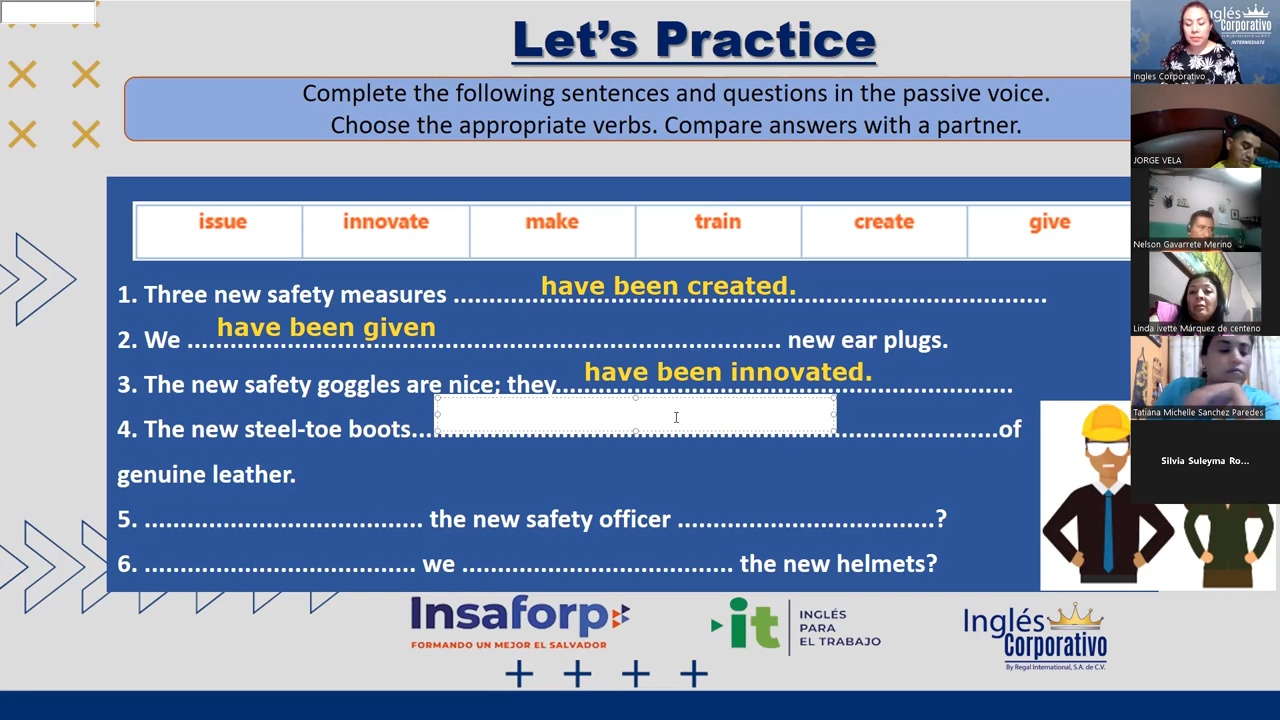 Let's Practice
Complete the following sentences and questions in the passive voice.
Choose the appropriate verbs. Compare answers with a partner.
issue innovate make train create give
1. Three new safety measures ........ have been created.
2. We ........ have been given ........ new ear plugs.
3. The new safety goggles are nice; they........ have been innovated.
4. The new steel-toe boots................of
genuine leather.
5. ................ the new safety officer ................?
6. ................ we ................ the new helmets?
Insaforp
FORMANDO UN MEJOR EL SALVADOR
it
INGLÉS
PARA
EL TRABAJO
Inglés
Corporativo
By Regal International, S.A. de C.V.
Inglés
Corporativo
INTERMEDIATE
Ingles Corporativo
JORGE VELA
Nelson Gavarrete Merino
Linda ivette Márquez de centeno
Tatiana Michelle Sanchez Paredes
Silvia Suleyma Ro...